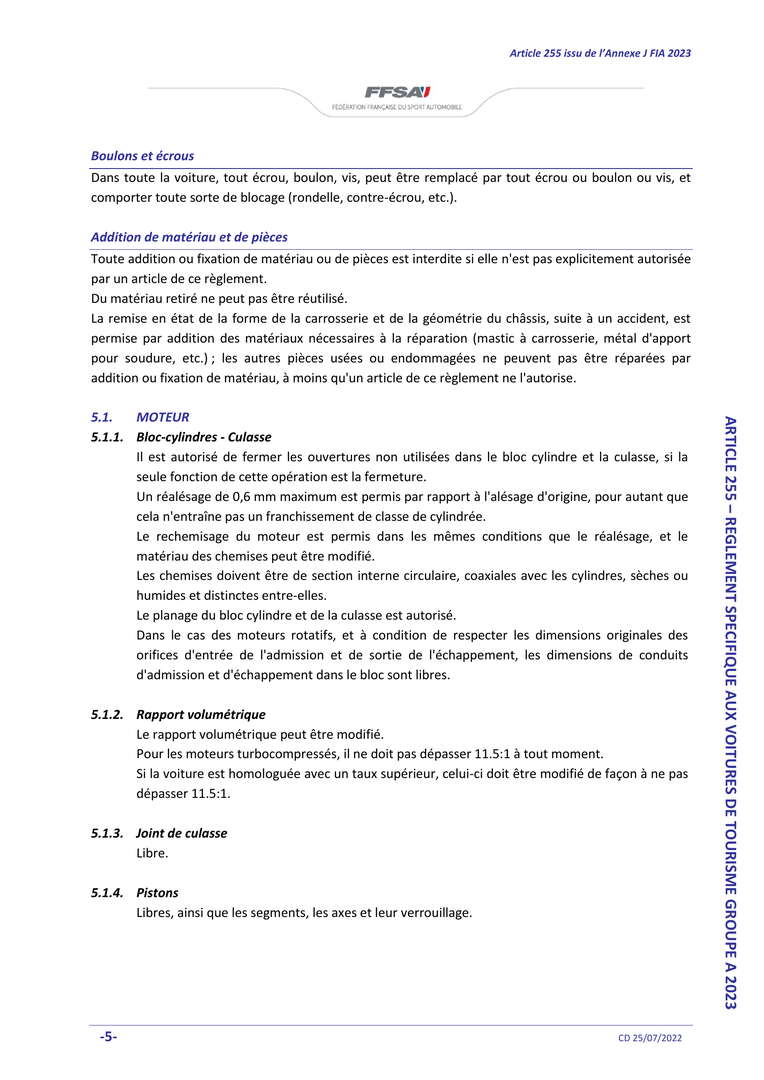 Article 255 issu de l'Annexe J FIA 2023
FFSA
FÉDÉRATION FRANÇAISE DU SPORT AUTOMOBILE
Boulons et écrous
Dans toute la voiture, tout écrou, boulon, vis, peut être remplacé par tout écrou ou boulon ou vis, et
comporter toute sorte de blocage (rondelle, contre-écrou, etc.).
Addition de matériau et de pièces
Toute addition ou fixation de matériau ou de pièces est interdite si elle n'est pas explicitement autorisée
par un article de ce règlement.
Du matériau retiré ne peut pas être réutilisé.
La remise en état de la forme de la carrosserie et de la géométrie du châssis, suite à un accident, est
permise par addition des matériaux nécessaires à la réparation (mastic à carrosserie, métal d'apport
pour soudure, etc.) ; les autres pièces usées ou endommagées ne peuvent pas être réparées par
addition ou fixation de matériau, à moins qu'un article de ce règlement ne l'autorise.
5.1. MOTEUR
5.1.1. Bloc-cylindres - Culasse
Il est autorisé de fermer les ouvertures non utilisées dans le bloc cylindre et la culasse, si la
seule fonction de cette opération est la fermeture.
Un réalésage de 0,6 mm maximum est permis par rapport à l'alésage d'origine, pour autant que
cela n'entraîne pas un franchissement de classe de cylindrée.
Le rechemisage du moteur est permis dans les mêmes conditions que le réalésage, et le
matériau des chemises peut être modifié.
Les chemises doivent être de section interne circulaire, coaxiales avec les cylindres, sèches ou
humides et distinctes entre-elles.
Le planage du bloc cylindre et de la culasse est autorisé.
Dans le cas des moteurs rotatifs, et à condition de respecter les dimensions originales des
orifices d'entrée de l'admission et de sortie de l'échappement, les dimensions de conduits
d'admission et d'échappement dans le bloc sont libres.
5.1.2. Rapport volumétrique
Le rapport volumétrique peut être modifié.
Pour les moteurs turbocompressés, il ne doit pas dépasser 11.5:1 à tout moment.
Si la voiture est homologuée avec un taux supérieur, celui-ci doit être modifié de façon à ne pas
dépasser 11.5:1.
5.1.3. Joint de culasse
Libre.
5.1.4. Pistons
Libres, ainsi que les segments, les axes et leur verrouillage.
ARTICLE 255 – REGLEMENT SPECIFIQUE AUX VOITURES DE TOURISME GROUPE A 2023
-5-
CD 25/07/2022